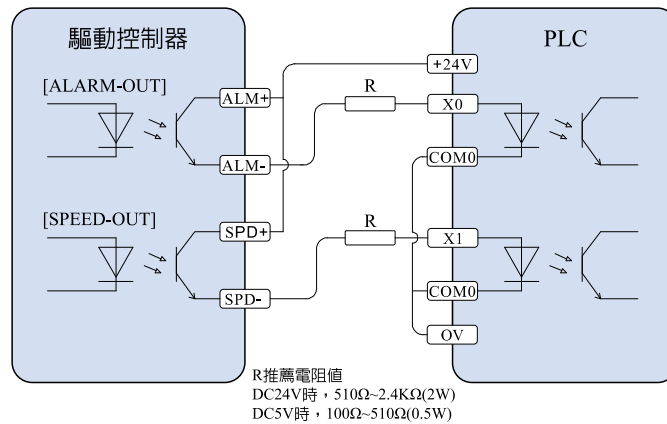 驅動控制器
[ALARM-OUT]
ALM+
ALM-
[SPEED-OUT]
SPD+
SPD-
R
R
PLC
+24V
X0
COM0
X1
COM0
OV
R推薦電阻值
DC24V時，510Ω~2.4KΩ(2W)
DC5V時，100Ω~510Ω(0.5W)